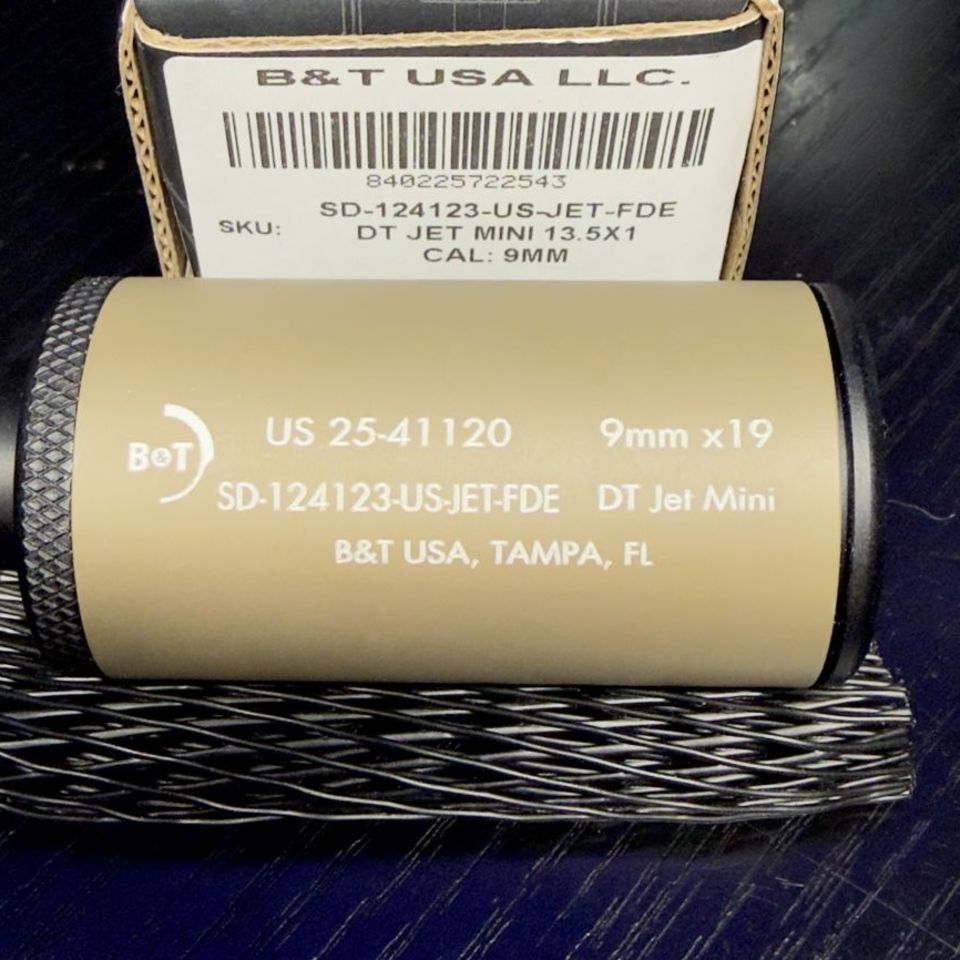 B&T USA LLC.
840225722543
SD-124123-US-JET-FDE
SKU: DT JET MINI 13.5X1
CAL: 9MM
B&T
US 25-41120 9mm x19
SD-124123-US-JET-FDE DT Jet Mini
B&T USA, TAMPA, FL